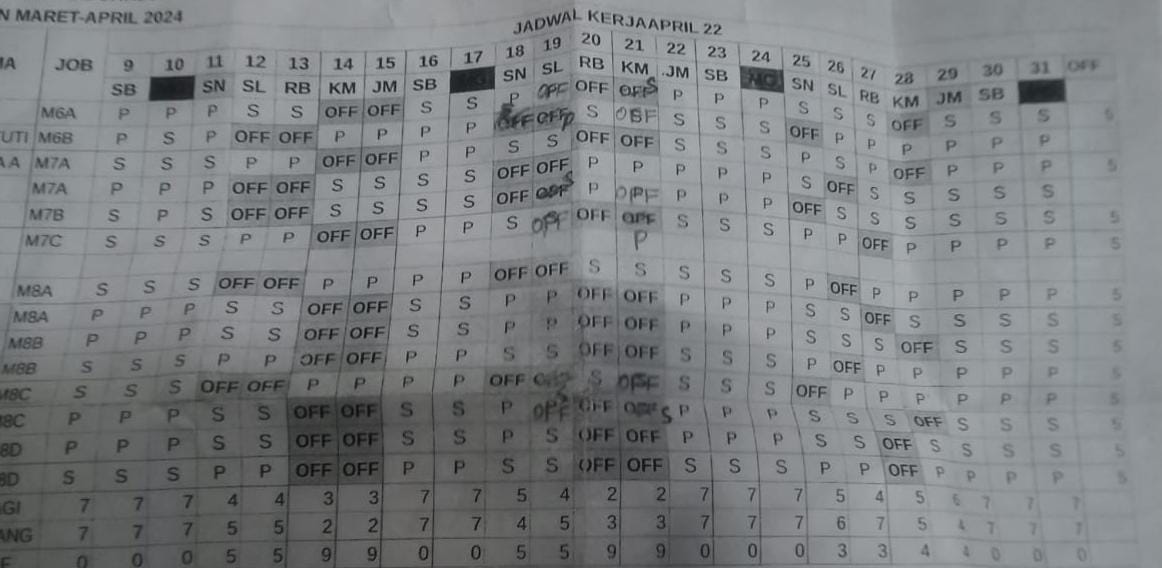 N MARET-APRIL 2024
JADWAL KERJAAPRIL 22
A JOB 9 10 11 12 13 14 15 16 17 18 19 20 21 22 23 24 25 26 27 28 29 30 31 OFF
SB SN SL RB KM JM SB SN SL RB KM .JM SB MG SN SL RB KM JM SB
M6A P P P S S OFF OFF S S P OFF OFF OFF S P P P S S S OFF S S S 5
UTI M6B P S P OFF OFF P P P P OFF OFF P S OFF S S S OFF P P P P P P
AA M7A S S S P P OFF OFF P P S S OFF OFF S S S P S P OFF P P P 5
M7A P P P OFF OFF S S S S OFF OFF P P P P P S OFF S S S S S
M7B S P S OFF OFF S S S S OFF P OFF P P P OFF S S S S S S 5
M7C S S S P P OFF OFF P P S OFF OFF OFF P S S S P P OFF P P P P 5
M8A S S S OFF OFF P P P P OFF OFF S S S S S P OFF P P P P P 5
M8A P P P S S OFF OFF S S P P OFF OFF P P P S S OFF S S S S 5
M8B P P P S S OFF OFF S S P P OFF OFF P P P S S S OFF S S S 5
M8B S S S P P OFF OFF P P S S OFF OFF S S S P OFF P P P P P 5
M8C S S S OFF OFF P P P P OFF S OFF S S S OFF P P P P P P 5
8C P P P S S OFF OFF S S P OFF OFF OFF S P P P S S S OFF S S S 5
8D P P P S S OFF OFF S S P S OFF OFF P P P S S OFF S S S S 5
8D S S S P P OFF OFF P P S S OFF OFF S S S P P OFF P P P P 5
GI 7 7 7 4 4 3 3 7 7 5 4 2 2 7 7 7 5 4 5 6 7 7 7
ANG 7 7 7 5 5 2 2 7 7 4 5 3 3 7 7 7 6 7 5 4 7 7 7
F 0 0 0 5 5 9 9 0 0 5 5 9 9 0 0 0 3 3 4 4 0 0 0